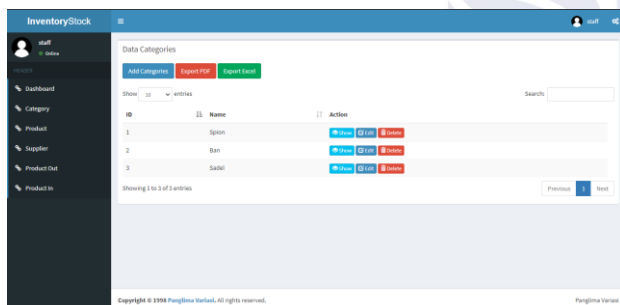 InventoryStock
staff
staff
Online
HEADER
Dashboard
Category
Product
Supplier
Product Out
Product In
Data Categories
Add Categories Export PDF Export Excel
Show 10 entries Search:
ID Name Action
1 Spion Show Edit Delete
2 Ban Show Edit Delete
3 Sadel Show Edit Delete
Showing 1 to 3 of 3 entries Previous 1 Next
Copyright © 1998 Panglima Variasi. All rights reserved. Panglima Variasi